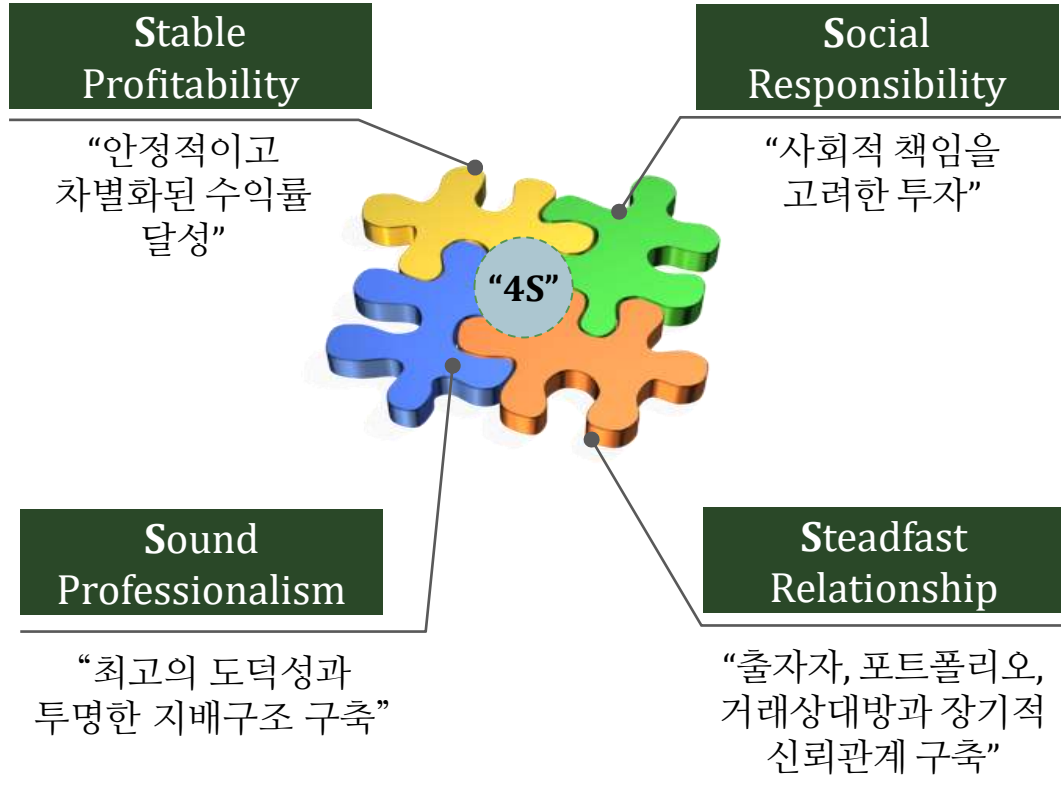 Stable
Profitability
“안정적이고
차별화된 수익률
달성”
Social
Responsibility
“사회적 책임을
고려한 투자”
“4S”
Sound
Professionalism
“최고의 도덕성과
투명한 지배구조 구축”
Steadfast
Relationship
“출자자, 포트폴리오,
거래상대방과 장기적
신뢰관계 구축”